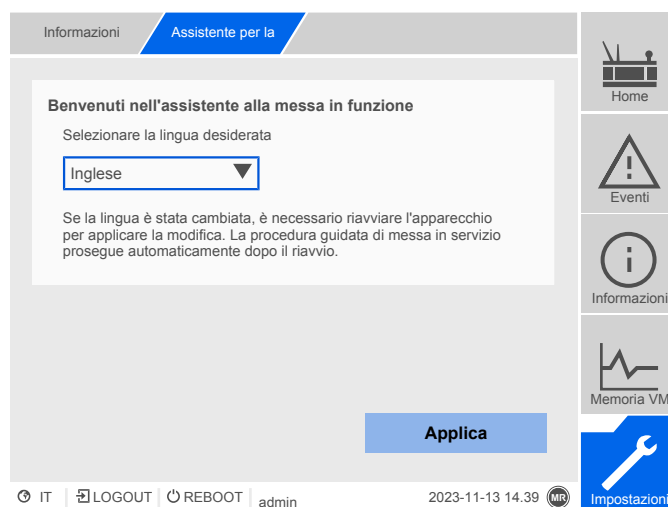 Informazioni
Assistente per la
Benvenuti nell'assistente alla messa in funzione
Selezionare la lingua desiderata
Inglese
Se la lingua è stata cambiata, è necessario riavviare l'apparecchio
per applicare la modifica. La procedura guidata di messa in servizio
prosegue automaticamente dopo il riavvio.
Applica
Home
Eventi
Informazioni
Memoria VM
Impostazioni
IT LOGOUT REBOOT admin 2023-11-13 14.39 MR